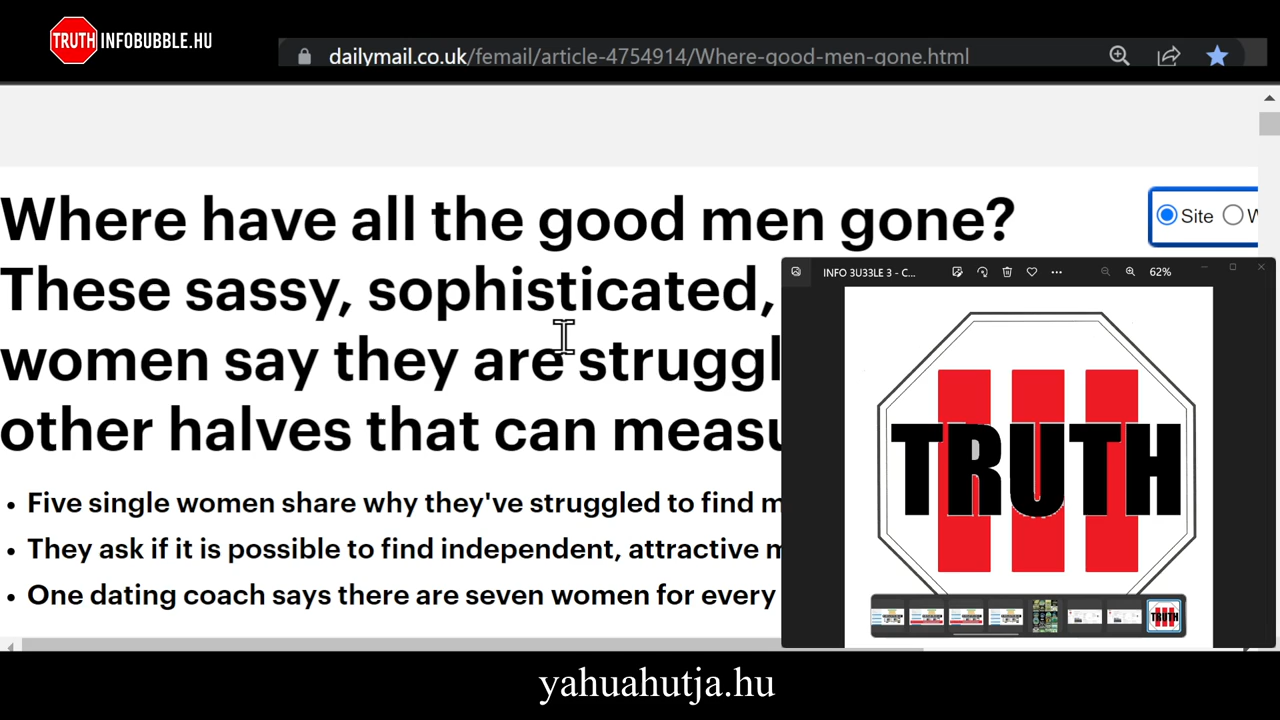 TRUTH INFOBUBBLE.HU
dailymail.co.uk/femail/article-4754914/Where-good-men-gone.html
Where have all the good men gone?
Site W
These sassy, sophisticated,
women say they are struggl
other halves that can measu
• Five single women share why they've struggled to find m
• They ask if it is possible to find independent, attractive m
• One dating coach says there are seven women for every
INFO 3U33LE 3 - C...
62%
TRUTH
TRUTH
yahuahutja.hu